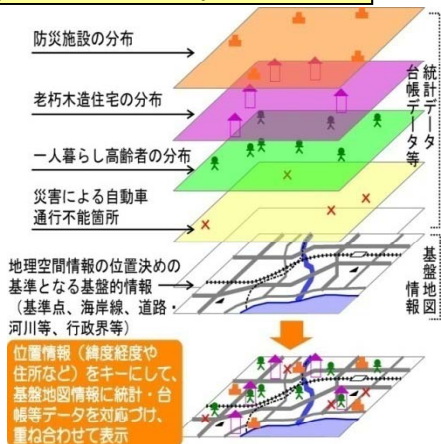 防災施設の分布
老朽木造住宅の分布
一人暮らし高齢者の分布
災害による自動車
通行不能箇所
統計データ
台帳データ等
地理空間情報の位置決めの
基準となる基盤的情報
(基準点、海岸線、道路・
河川等、行政界等)
基盤地図
情報
位置情報(緯度経度や
住所など)をキーにして、
基盤地図情報に統計・台
帳等データを対応づけ、
重ね合わせて表示